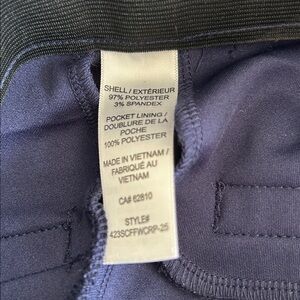 SHELL / EXTÉRIEUR
97% POLYESTER
3% SPANDEX
POCKET LINING /
DOUBLURE DE LA
POCHE
100% POLYESTER
MADE IN VIETNAM /
FABRIQUÉ AU
VIETNAM
CA# 62810
STYLE#
423SCFFWCRP-25